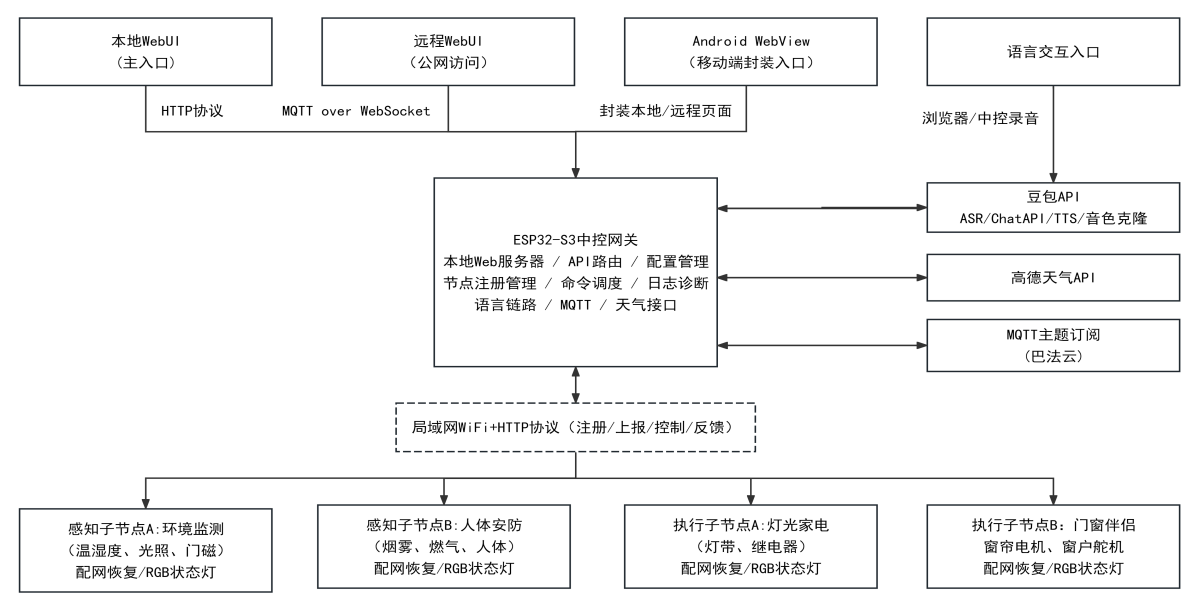 本地WebUI
(主入口)
远程WebUI
（公网访问）
Android WebView
（移动端封装入口）
语言交互入口
HTTP协议
MQTT over WebSocket
封装本地/远程页面
浏览器/中控录音
豆包API
ASR/ChatAPI/TTS/音色克隆
ESP32-S3中控网关
本地Web服务器 / API路由 / 配置管理
节点注册管理 / 命令调度 / 日志诊断
语言链路 / MQTT / 天气接口
高德天气API
MQTT主题订阅
(巴法云)
局域网WiFi+HTTP协议（注册/上报/控制/反馈）
感知子节点A:环境监测
（温湿度、光照、门磁）
配网恢复/RGB状态灯
感知子节点B:人体安防
（烟雾、燃气、人体）
配网恢复/RGB状态灯
执行子节点A:灯光家电
（灯带、继电器）
配网恢复/RGB状态灯
执行子节点B：门窗伴侣
窗帘电机、窗户舵机
配网恢复/RGB状态灯